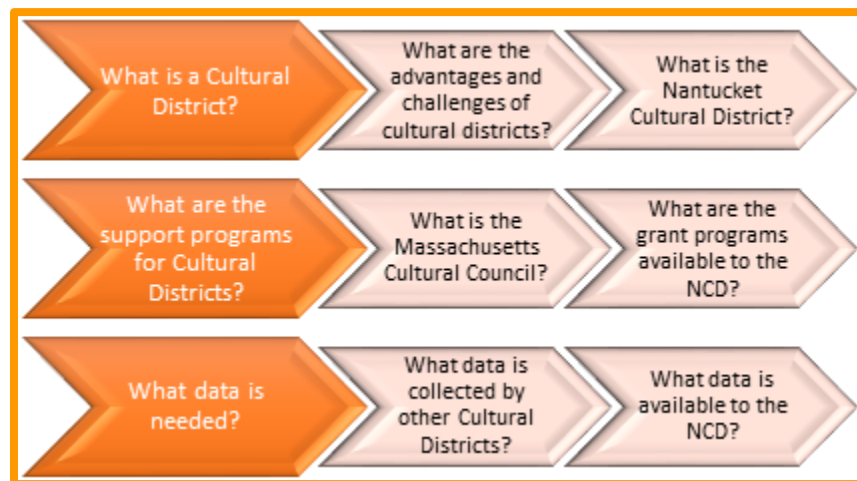 What is a Cultural
District?
What are the
advantages and
challenges of
cultural districts?
What is the
Nantucket
Cultural District?
What are the
support programs
for Cultural
Districts?
What is the
Massachusetts
Cultural Council?
What are the
grant programs
available to the
NCD?
What data is
needed?
What data is
collected by
other Cultural
Districts?
What data is
available to the
NCD?